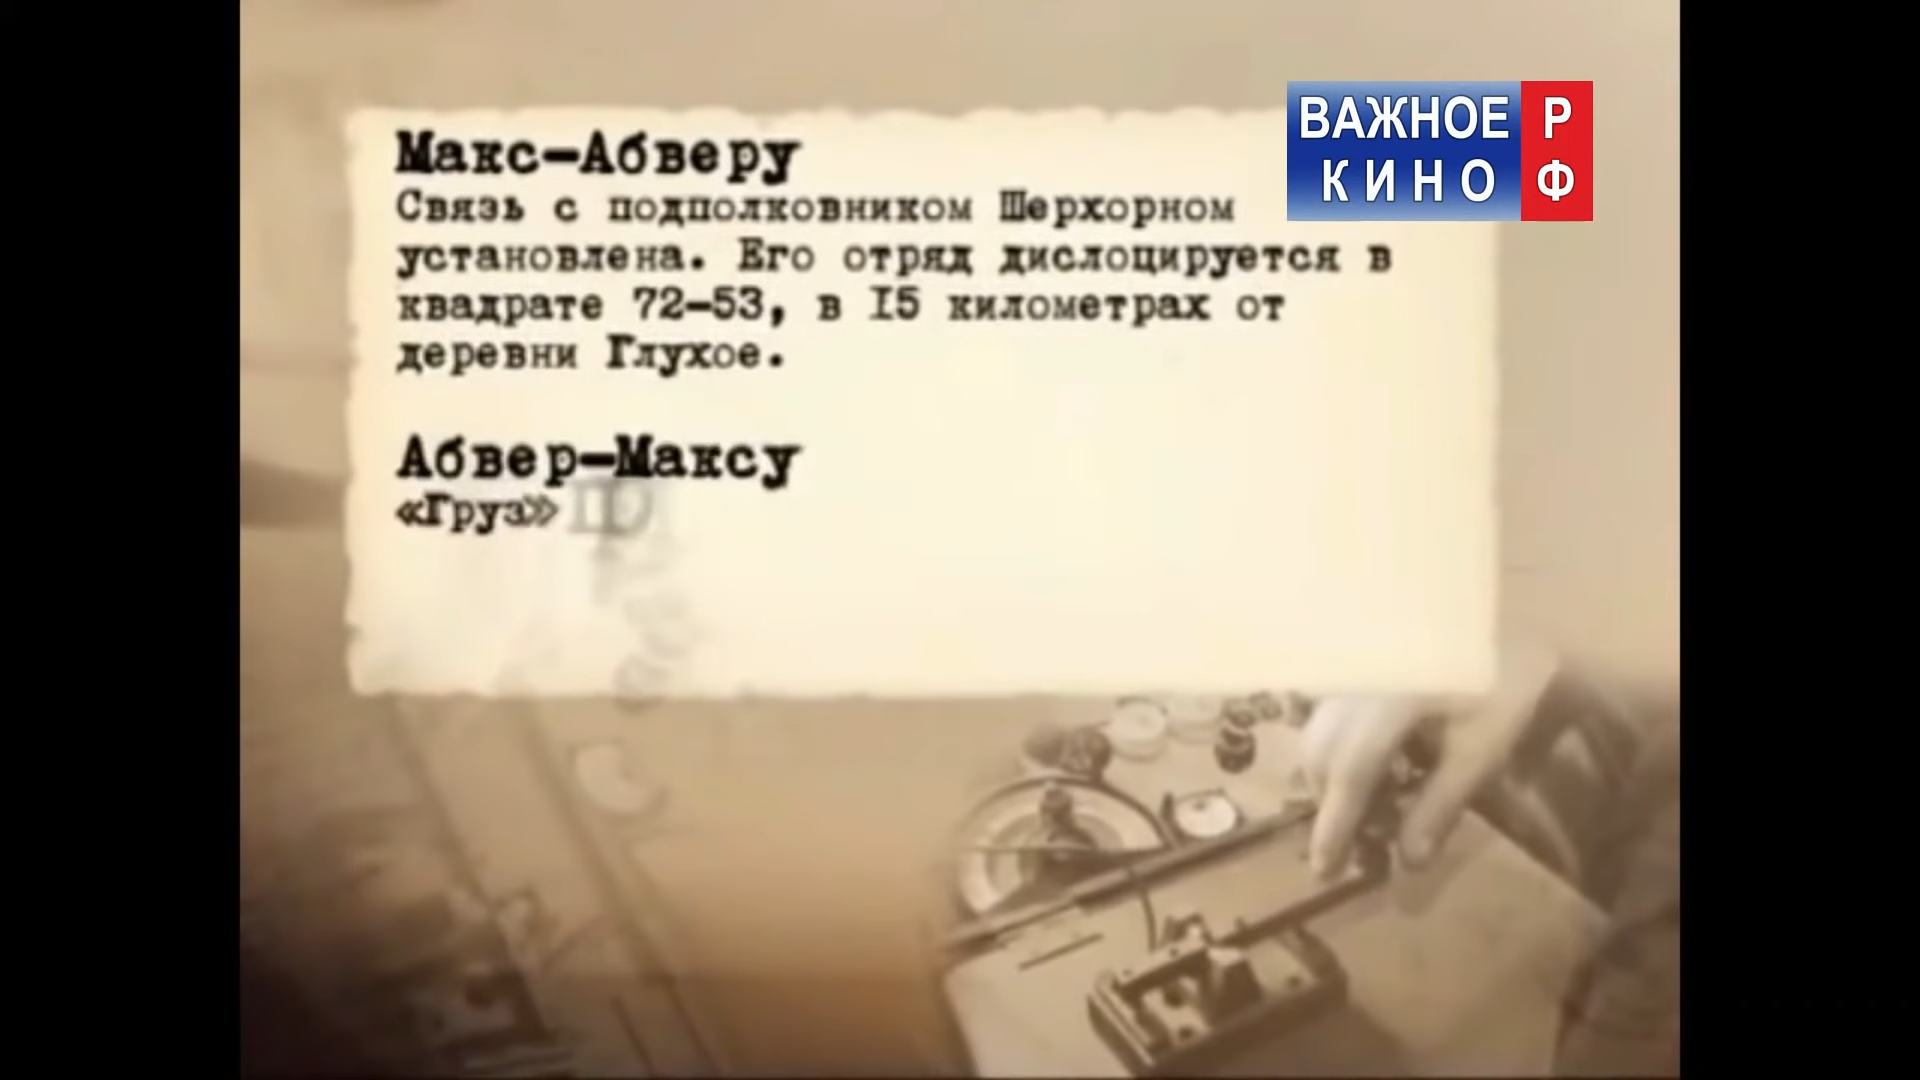 ВАЖНОЕ РФ
КИНО
Макс-Абверу
Связь с подполковником Шерхорном
установлена. Его отряд дислоцируется в
квадрате 72-53, в 15 километрах от
деревни Глухое.
Абвер-Максу
«Груз»